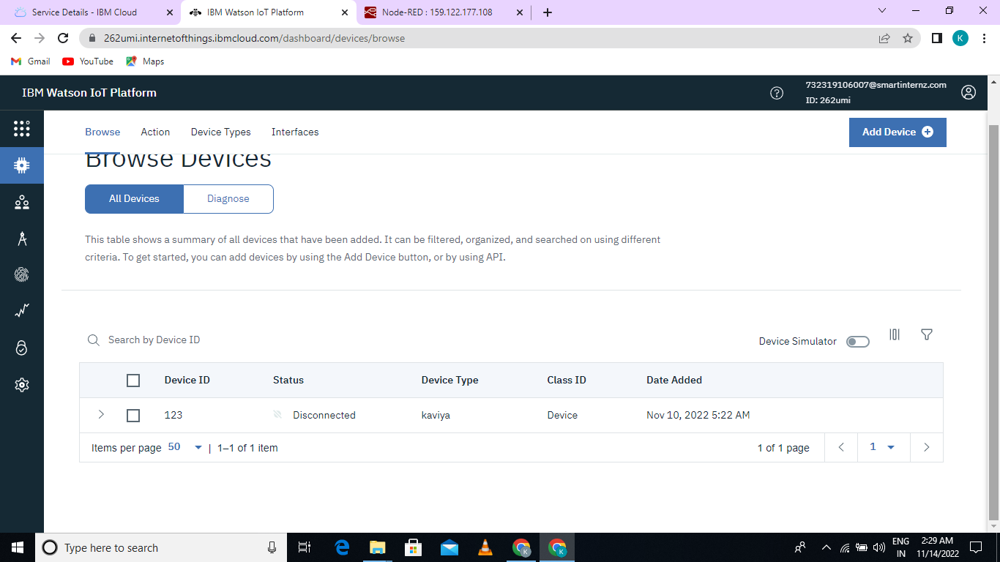 Service Details - IBM Cloud
IBM Watson IoT Platform
Node-RED : 159.122.177.108
262umi.internetofthings.ibmcloud.com/dashboard/devices/browse
K
Gmail
YouTube
Maps
IBM Watson IoT Platform
732319106007@smartinternz.com
ID: 262umi
Browse
Action
Device Types
Interfaces
Add Device
Browse Devices
All Devices
Diagnose
This table shows a summary of all devices that have been added. It can be filtered, organized, and searched on using different
criteria. To get started, you can add devices by using the Add Device button, or by using API.
Search by Device ID
Device Simulator
Device ID Status Device Type Class ID Date Added
123 Disconnected kaviya Device Nov 10, 2022 5:22 AM
Items per page 50 | 1–1 of 1 item
1 of 1 page
1
Type here to search
K
K
ENG
IN
2:29 AM
11/14/2022